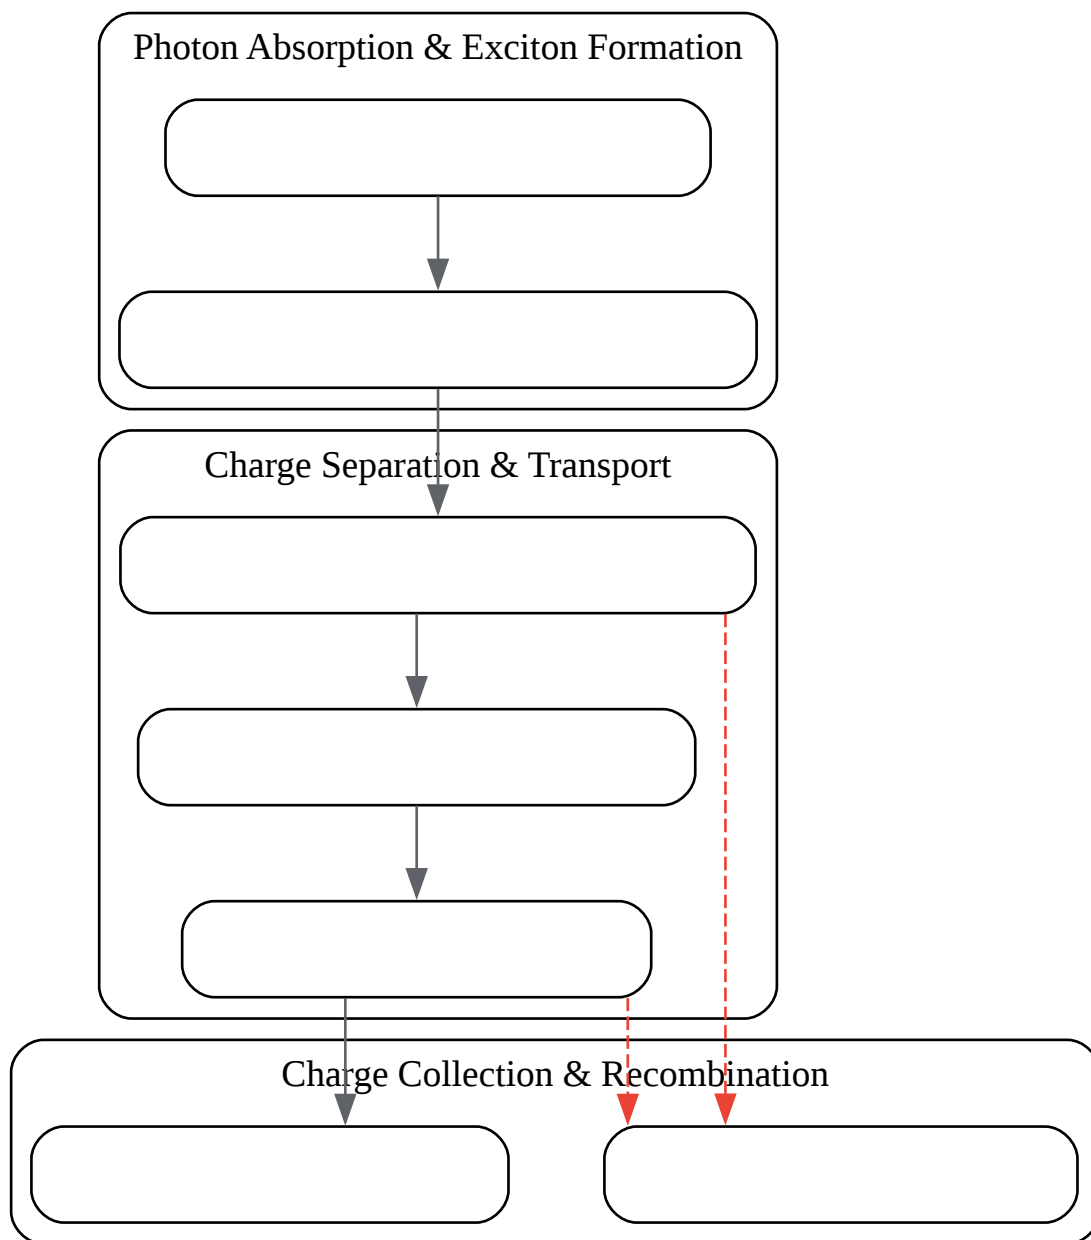 Photon Absorption & Exciton Formation
Charge Separation & Transport
Charge Collection & Recombination